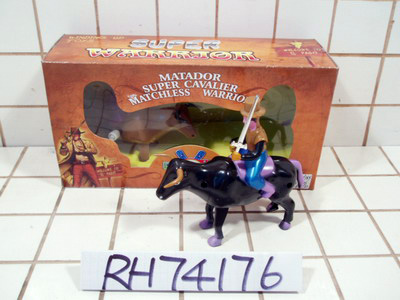 SUPER
WARRIOR
MATADOR
SUPER CAVALIER
MATCHLESS WARRIO
RH74176